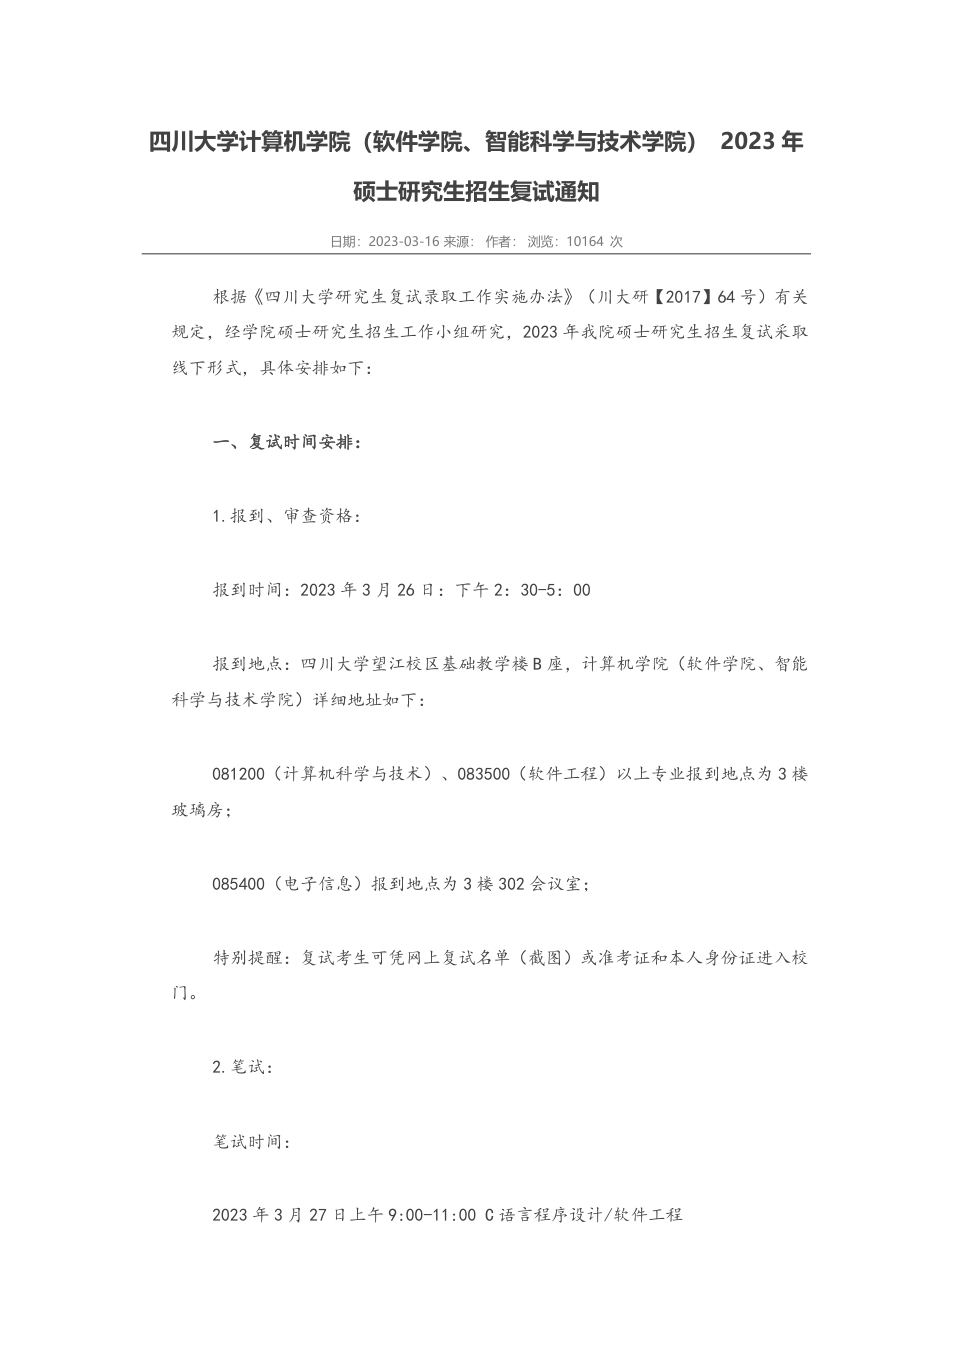 四川大学计算机学院（软件学院、智能科学与技术学院） 2023 年
硕士研究生招生复试通知
日期：2023-03-16 来源： 作者： 浏览：10164 次
根据《四川大学研究生复试录取工作实施办法》（川大研【2017】64 号）有关
规定，经学院硕士研究生招生工作小组研究，2023 年我院硕士研究生招生复试采取
线下形式，具体安排如下：
一、复试时间安排：
1.报到、审查资格：
报到时间：2023 年 3 月 26 日：下午 2：30-5：00
报到地点：四川大学望江校区基础教学楼 B 座，计算机学院（软件学院、智能
科学与技术学院）详细地址如下：
081200（计算机科学与技术）、083500（软件工程）以上专业报到地点为 3 楼
玻璃房；
085400（电子信息）报到地点为 3 楼 302 会议室；
特别提醒：复试考生可凭网上复试名单（截图）或准考证和本人身份证进入校
门。
2.笔试：
笔试时间：
2023 年 3 月 27 日上午 9:00-11:00 C 语言程序设计/软件工程